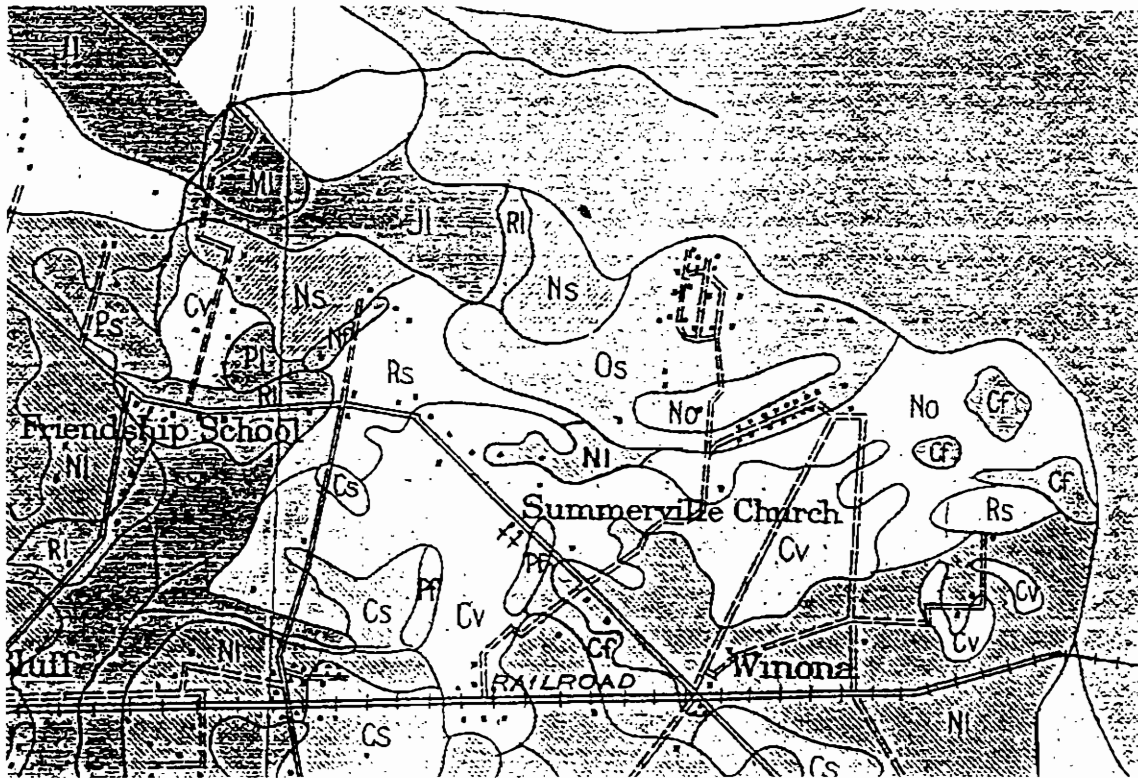 Jl
Ml
Jl
Rl
Ns
Ns
Cv
Ps
Pl
Os
Rs
No
Cf
Rl
No
Friendship School
Nl
Cf
Nl
Cs
Cf
Summerville Church
Rs
Cv
Rl
Pf
Pf
Cs
Cv
Cv
Cv
Nl
Cf
luff
Winona
RAILROAD
Nl
Cs
Cs